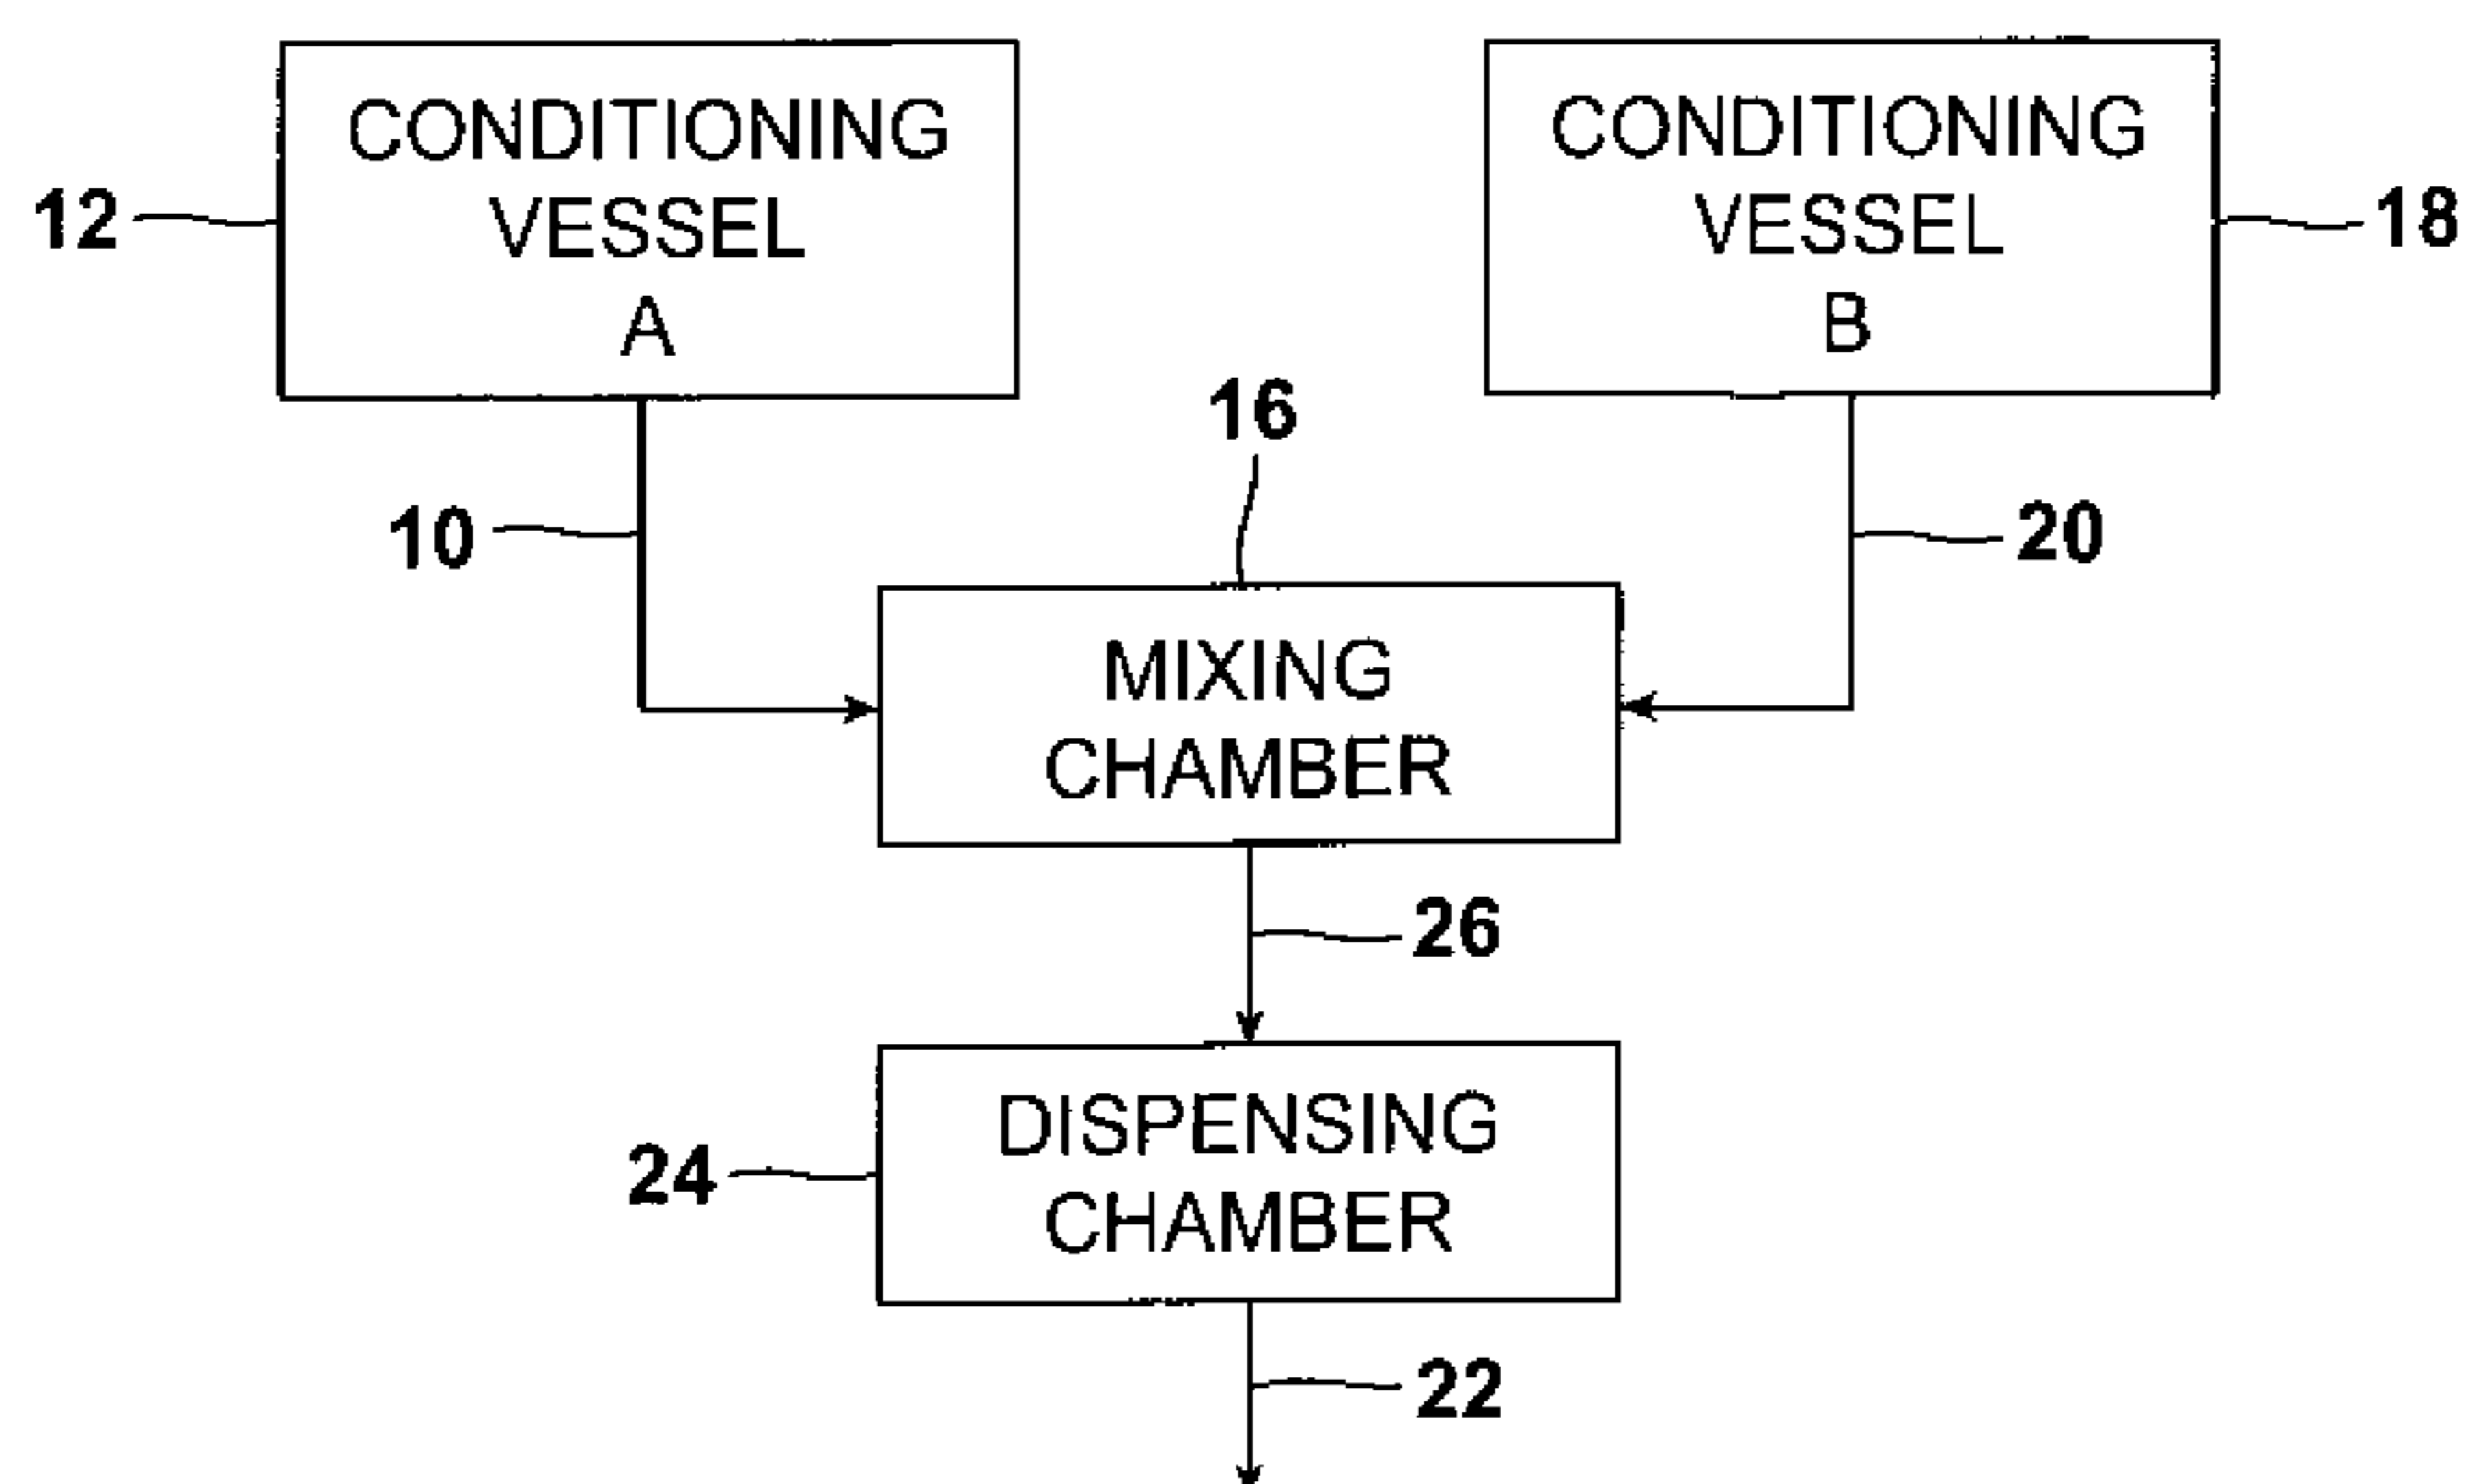 CONDITIONING
VESSEL
A
12
CONDITIONING
VESSEL
B
18
16
10
20
MIXING
CHAMBER
26
DISPENSING
CHAMBER
24
22